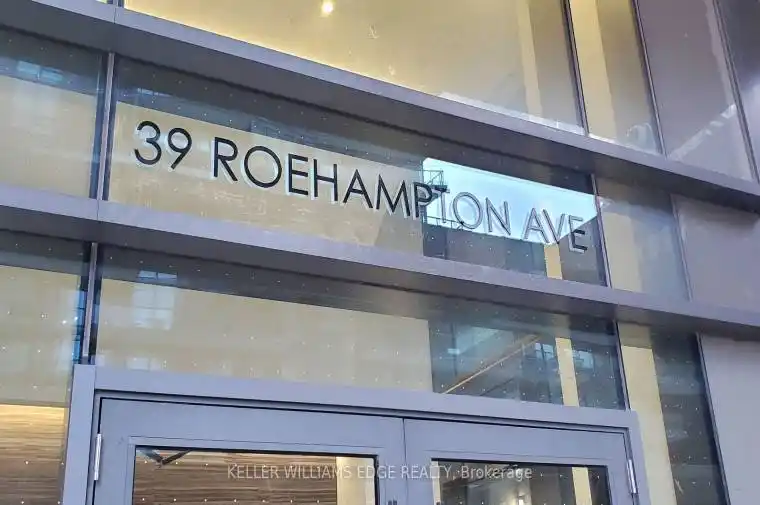 39 ROEHAMPTON AVE
KELLER WILLIAMS EDGE REALTY, Brokerage